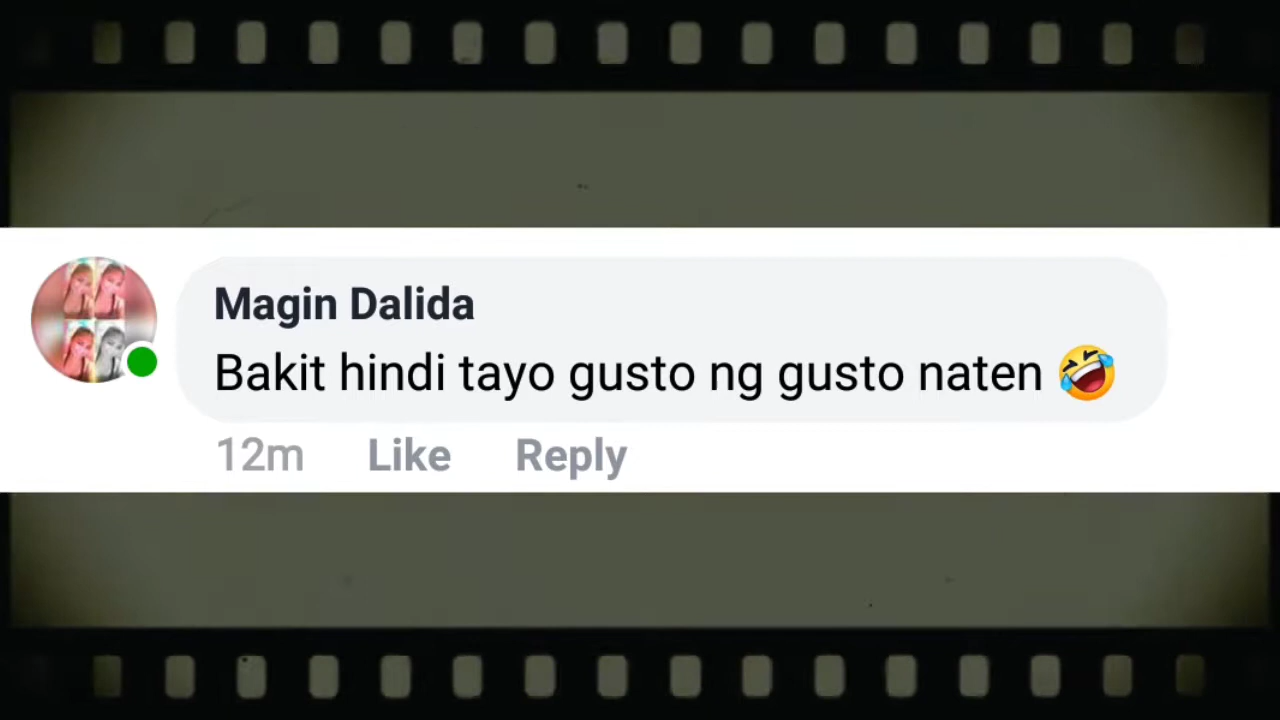 Magin Dalida
Bakit hindi tayo gusto ng gusto naten 🤣
12m Like Reply